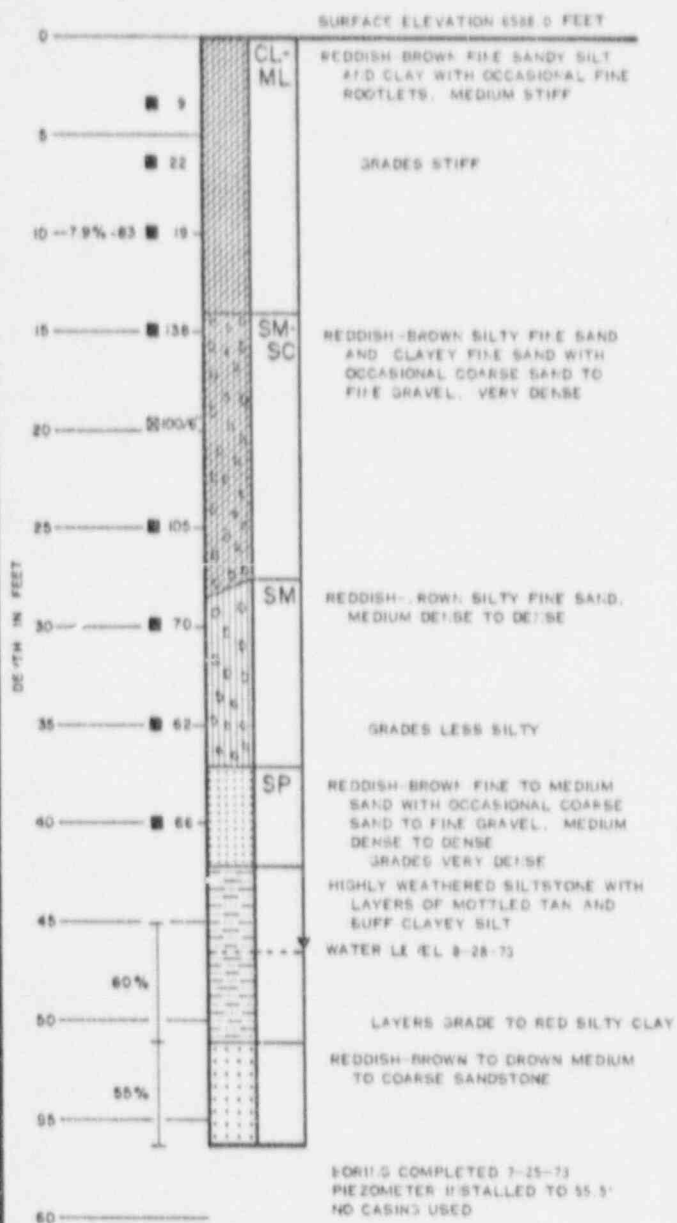 SURFACE ELEVATION 6588.0 FEET
0
CL-
ML
REDDISH-BROWN FINE SANDY SILT
AND CLAY WITH OCCASIONAL FINE
ROOTLETS, MEDIUM STIFF
9
5
22
GRADES STIFF
10 --7.9% -83 19
15
138
SM-
SC
REDDISH-BROWN SILTY FINE SAND
AND CLAYEY FINE SAND WITH
OCCASIONAL COARSE SAND TO
FINE GRAVEL, VERY DENSE
20
100/6"
25
105
DEPTH IN FEET
SM
REDDISH-BROWN SILTY FINE SAND,
MEDIUM DENSE TO DENSE
30
70
35
62
GRADES LESS SILTY
SP
REDDISH-BROWN FINE TO MEDIUM
SAND WITH OCCASIONAL COARSE
SAND TO FINE GRAVEL, MEDIUM
DENSE TO DENSE
40
66
GRADES VERY DENSE
HIGHLY WEATHERED SILTSTONE WITH
LAYERS OF MOTTLED TAN AND
BUFF CLAYEY SILT
45
WATER LEVEL 8-28-73
60%
50
LAYERS GRADE TO RED SILTY CLAY
REDDISH-BROWN TO BROWN MEDIUM
TO COARSE SANDSTONE
55%
55
BORING COMPLETED 7-25-73
PIEZOMETER INSTALLED TO 55.5'
NO CASING USED
60